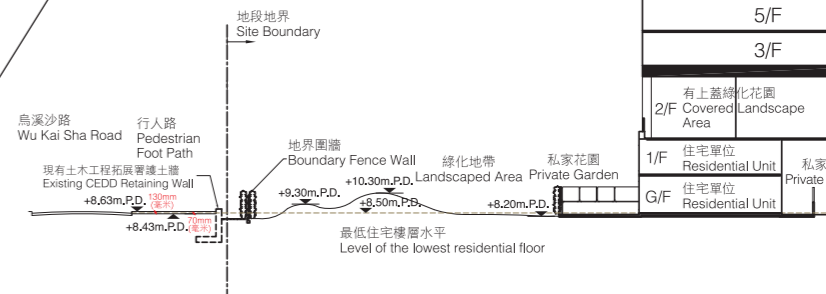 5/F
3/F
地段地界
Site Boundary
有上蓋綠化花園
2/F Covered Landscape
Area
烏溪沙路
Wu Kai Sha Road
行人路
Pedestrian
Foot Path
地界圍牆
Boundary Fence Wall
綠化地帶
Landscaped Area
私家花園
Private Garden
1/F
住宅單位
Residential Unit
私家
Private
G/F
住宅單位
Residential Unit
現有土木工程拓展署護土牆
Existing CEDD Retaining Wall
+8.63m.P.D.
130mm
(毫米)
+8.43m.P.D.
70mm
(毫米)
+9.30m.P.D.
+10.30m.P.D.
+8.50m.P.D.
+8.20m.P.D.
最低住宅樓層水平
Level of the lowest residential floor